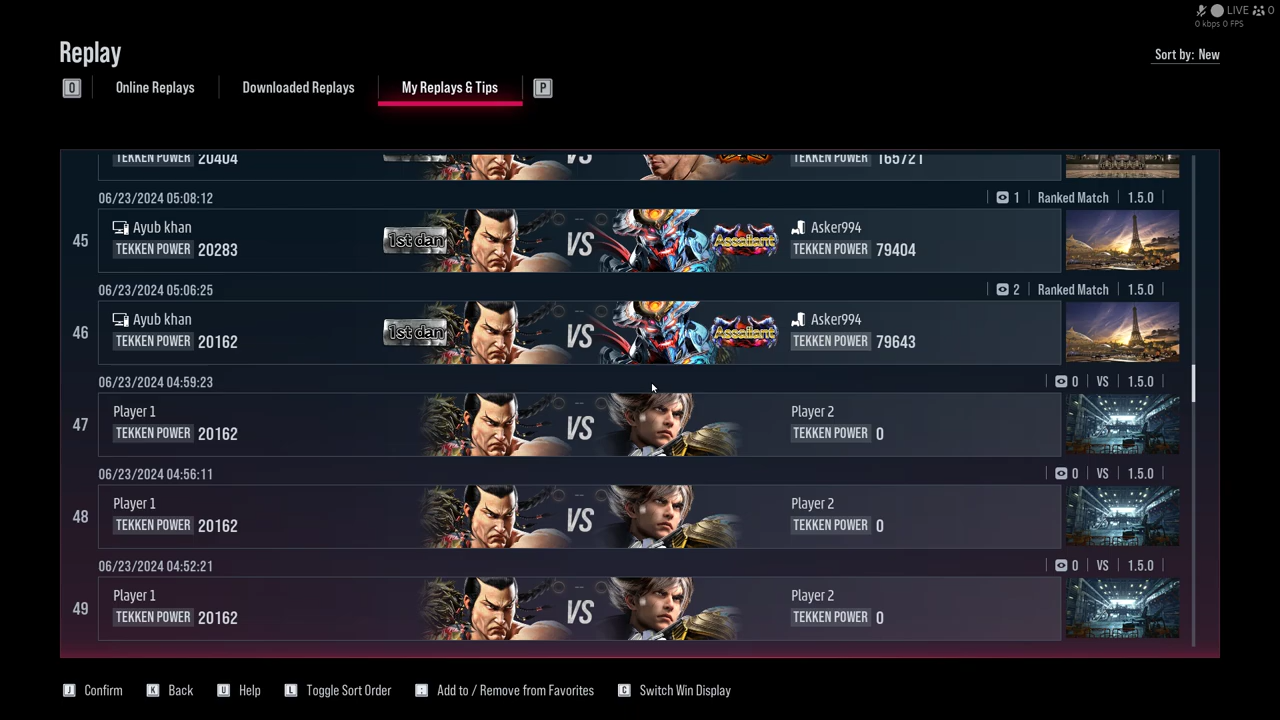 LIVE 0
0 kbps 0 FPS
Replay
Sort by: New
O Online Replays Downloaded Replays My Replays & Tips P
TEKKEN POWER 20404 VS TEKKEN POWER 165721
06/23/2024 05:08:12 1 Ranked Match 1.5.0
45 Ayub khan 1st dan VS Assailant Asker994
TEKKEN POWER 20283 TEKKEN POWER 79404
06/23/2024 05:06:25 2 Ranked Match 1.5.0
46 Ayub khan 1st dan VS Assailant Asker994
TEKKEN POWER 20162 TEKKEN POWER 79643
06/23/2024 04:59:23 0 VS 1.5.0
47 Player 1 VS Player 2
TEKKEN POWER 20162 TEKKEN POWER 0
06/23/2024 04:56:11 0 VS 1.5.0
48 Player 1 VS Player 2
TEKKEN POWER 20162 TEKKEN POWER 0
06/23/2024 04:52:21 0 VS 1.5.0
49 Player 1 VS Player 2
TEKKEN POWER 20162 TEKKEN POWER 0
J Confirm K Back U Help L Toggle Sort Order ; Add to / Remove from Favorites C Switch Win Display